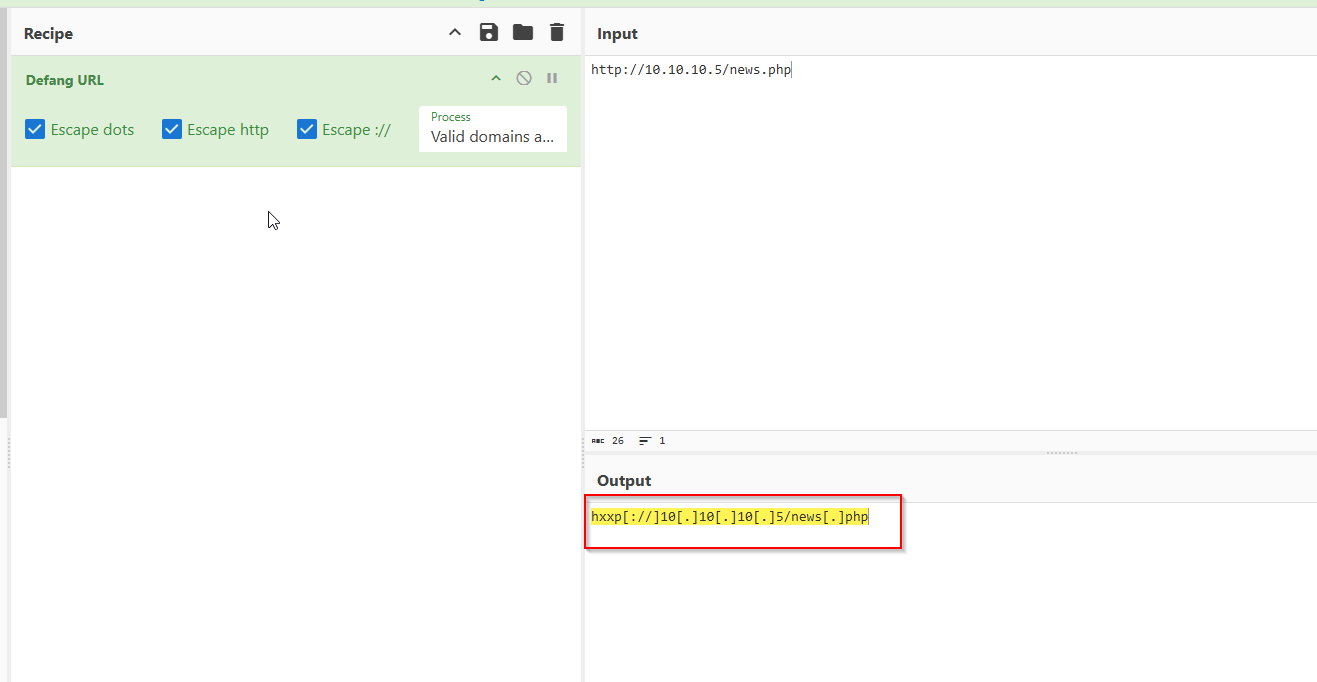 Recipe
Defang URL
Escape dots
Escape http
Escape ://
Process
Valid domains a...
Input
http://10.10.10.5/news.php
ABC 26 1
Output
hxxp[://]10[.]10[.]10[.]5/news[.]php